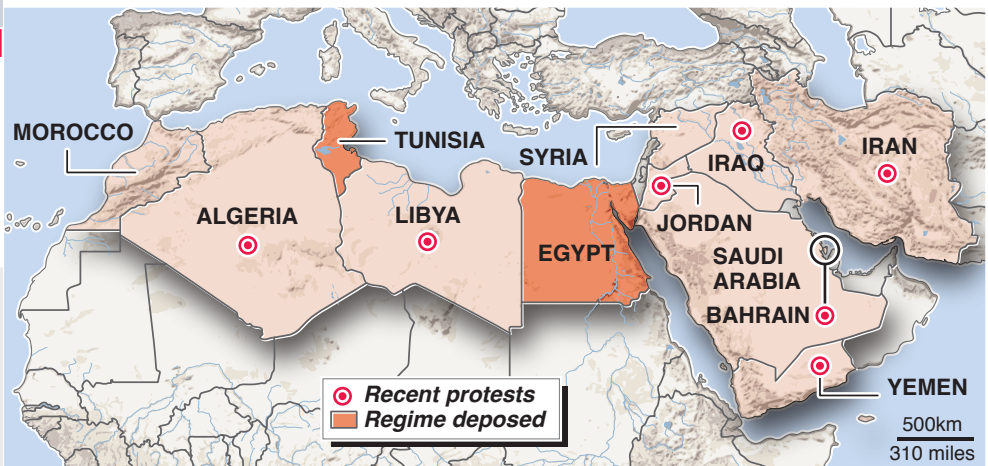 MOROCCO
TUNISIA
SYRIA
IRAQ
IRAN
ALGERIA
LIBYA
JORDAN
EGYPT
SAUDI
ARABIA
BAHRAIN
YEMEN
Recent protests
Regime deposed
500km
310 miles